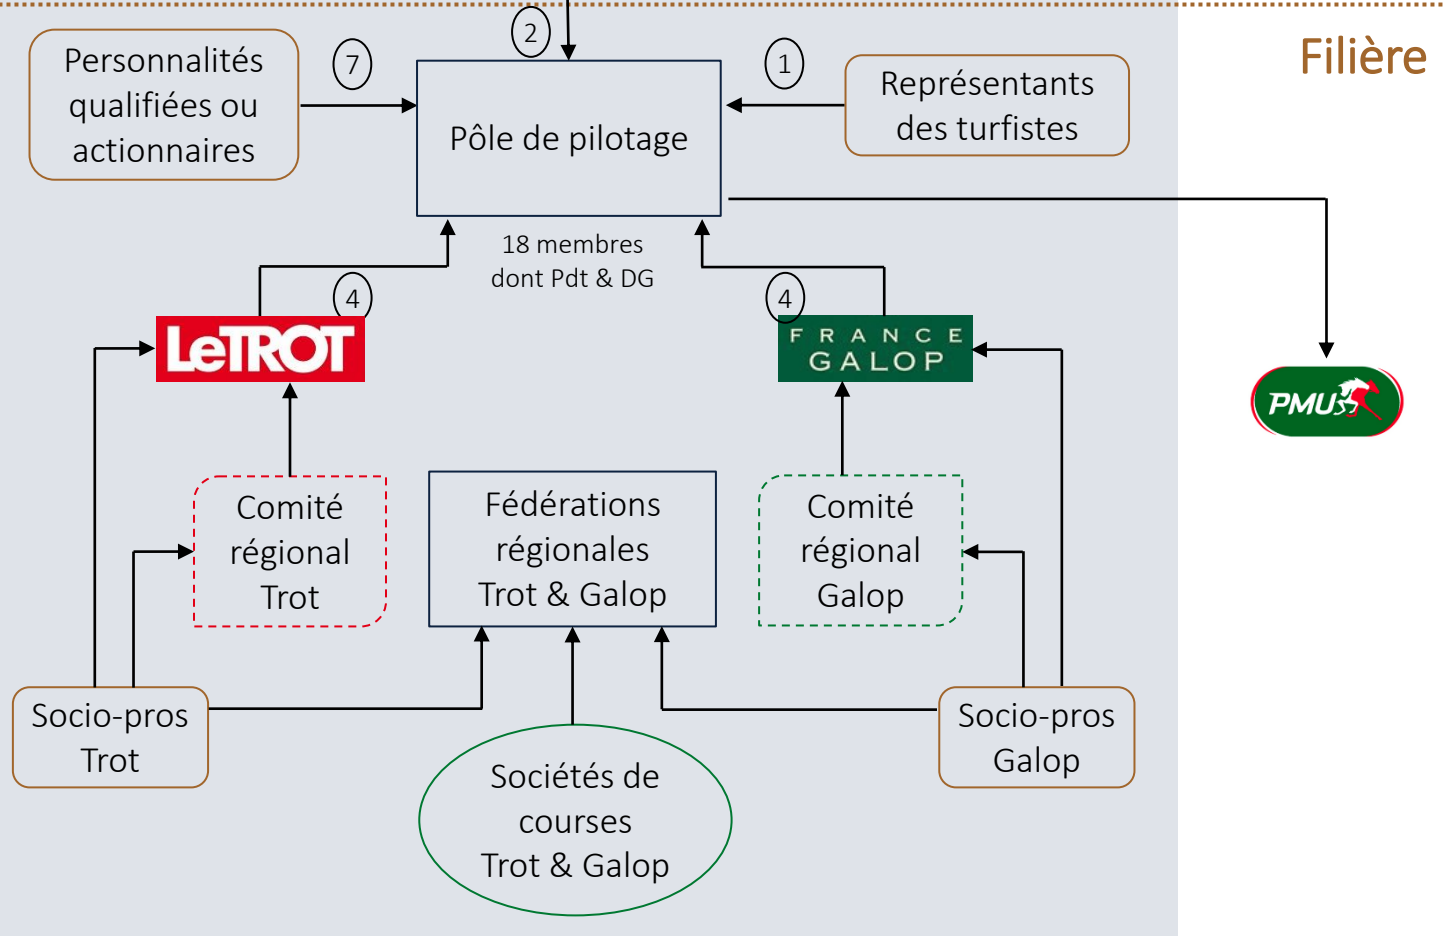 2
Filière
Personnalités
qualifiées ou
actionnaires
7
Pôle de pilotage
1
Représentants
des turfistes
18 membres
dont Pdt & DG
4
LeTROT
4
FRANCE
GALOP
PMU
Comité
régional
Trot
Fédérations
régionales
Trot & Galop
Comité
régional
Galop
Socio-pros
Trot
Sociétés de
courses
Trot & Galop
Socio-pros
Galop